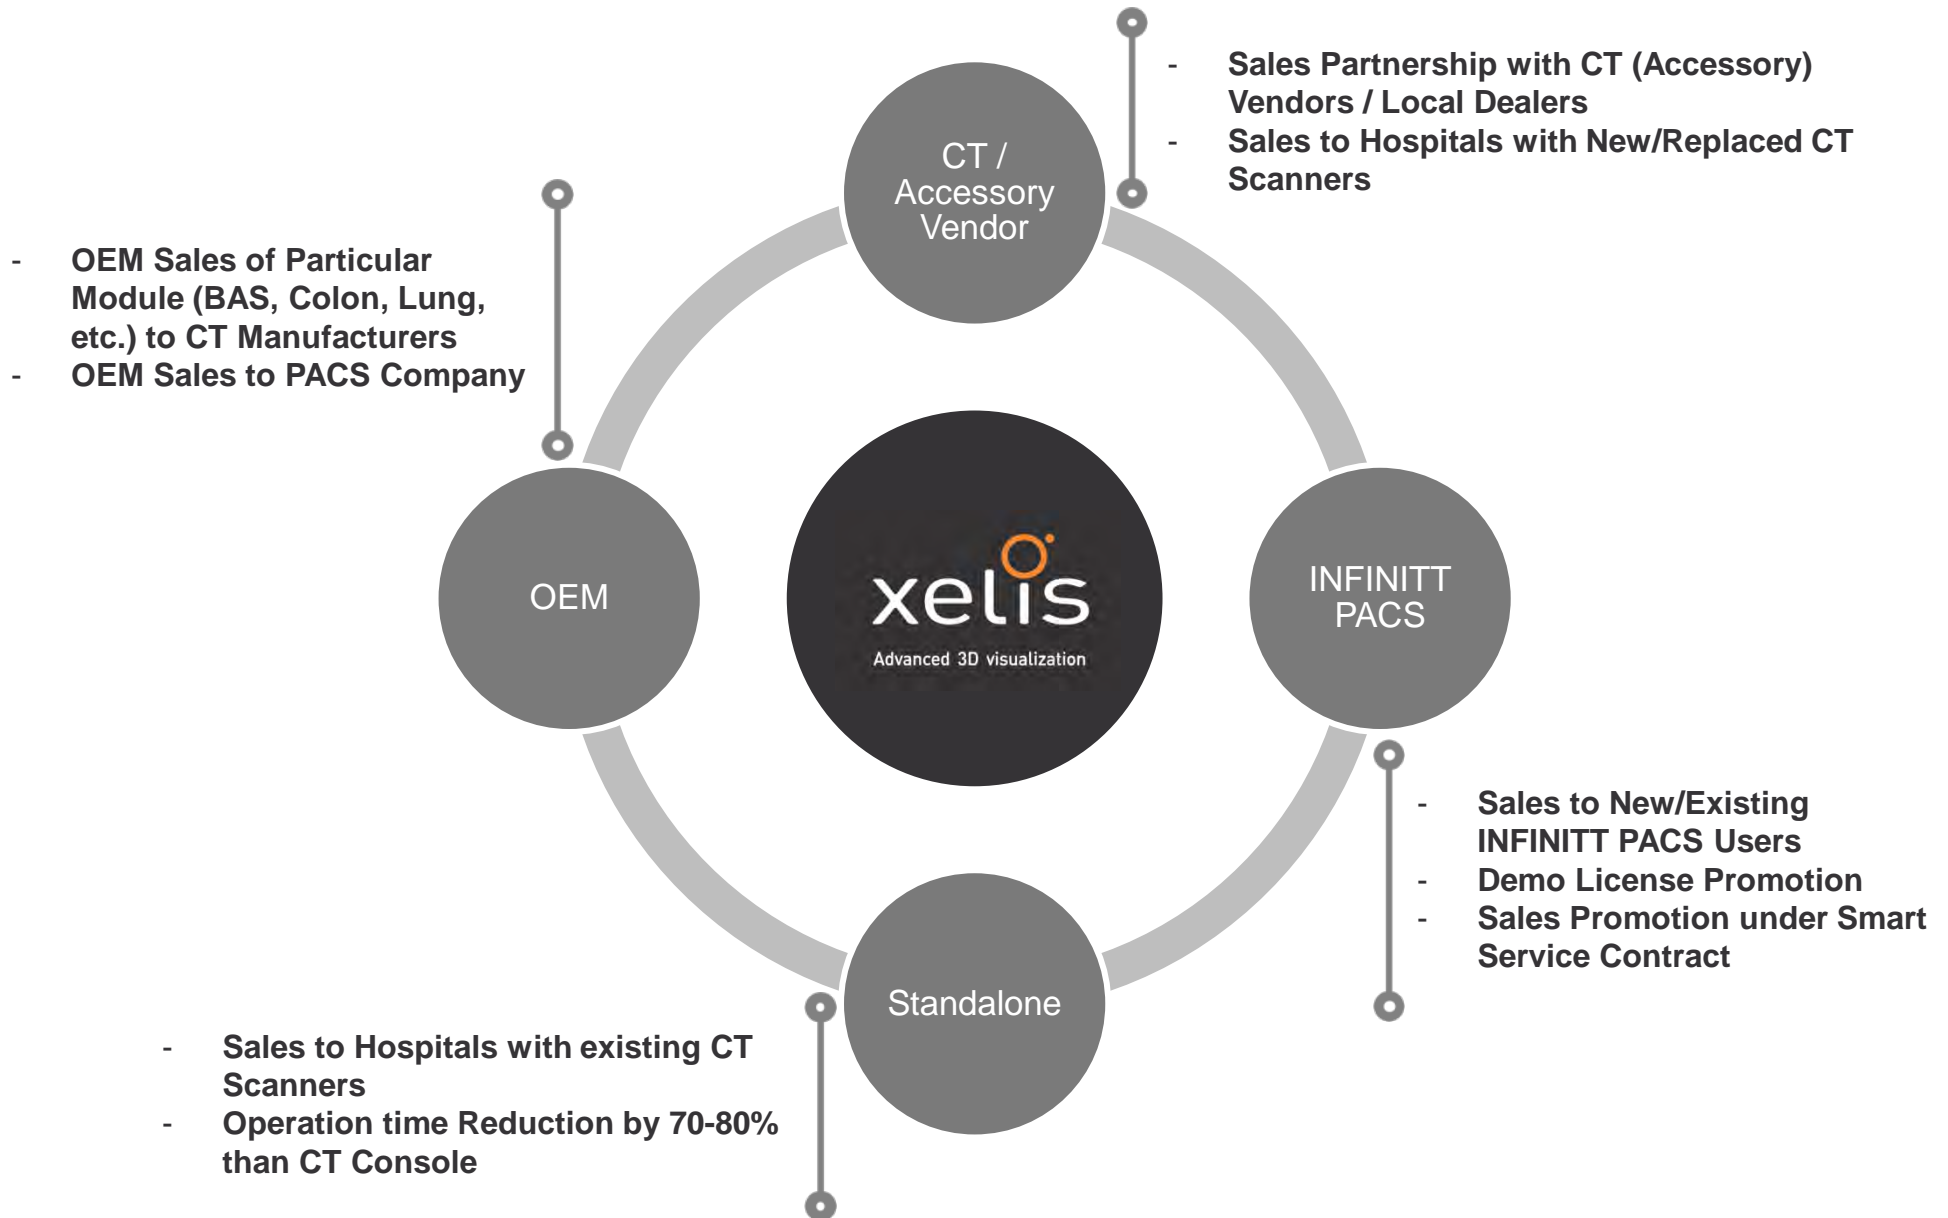 CT /
Accessory
Vendor
- Sales Partnership with CT (Accessory)
Vendors / Local Dealers
- Sales to Hospitals with New/Replaced CT
Scanners
- OEM Sales of Particular
Module (BAS, Colon, Lung,
etc.) to CT Manufacturers
- OEM Sales to PACS Company
OEM
xelis
Advanced 3D visualization
INFINITT
PACS
- Sales to New/Existing
INFINITT PACS Users
- Demo License Promotion
- Sales Promotion under Smart
Service Contract
Standalone
- Sales to Hospitals with existing CT
Scanners
- Operation time Reduction by 70-80%
than CT Console